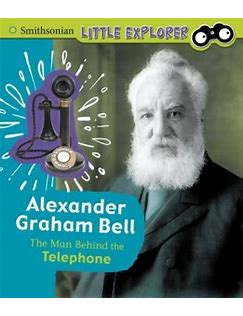 Smithsonian LITTLE EXPLORER
Alexander
Graham Bell
The Man Behind the
Telephone